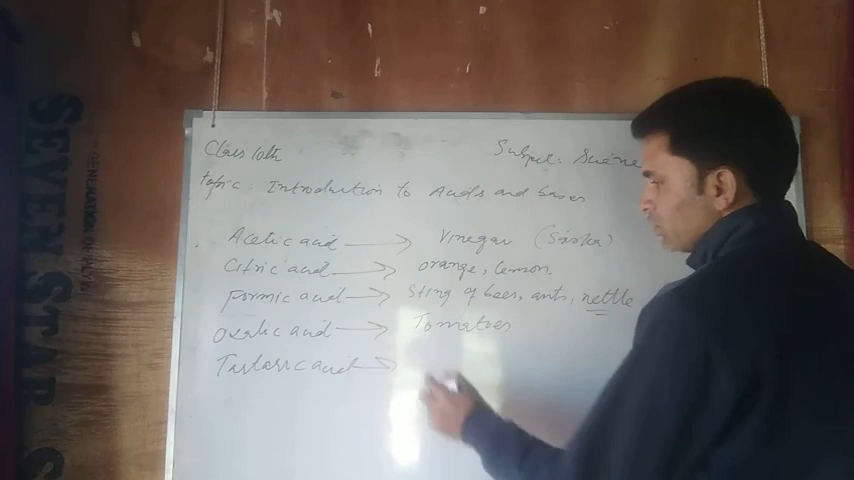 Class 10th
Subject: Science
Topic: Introduction to Acids and bases
Acetic acid → Vinegar (Sirka)
Citric acid → orange, lemon
Formic acid → Sting of bees, ants, nettle
Oxalic acid → Tomatoes
Tartaric acid →
SEVEN STAR S